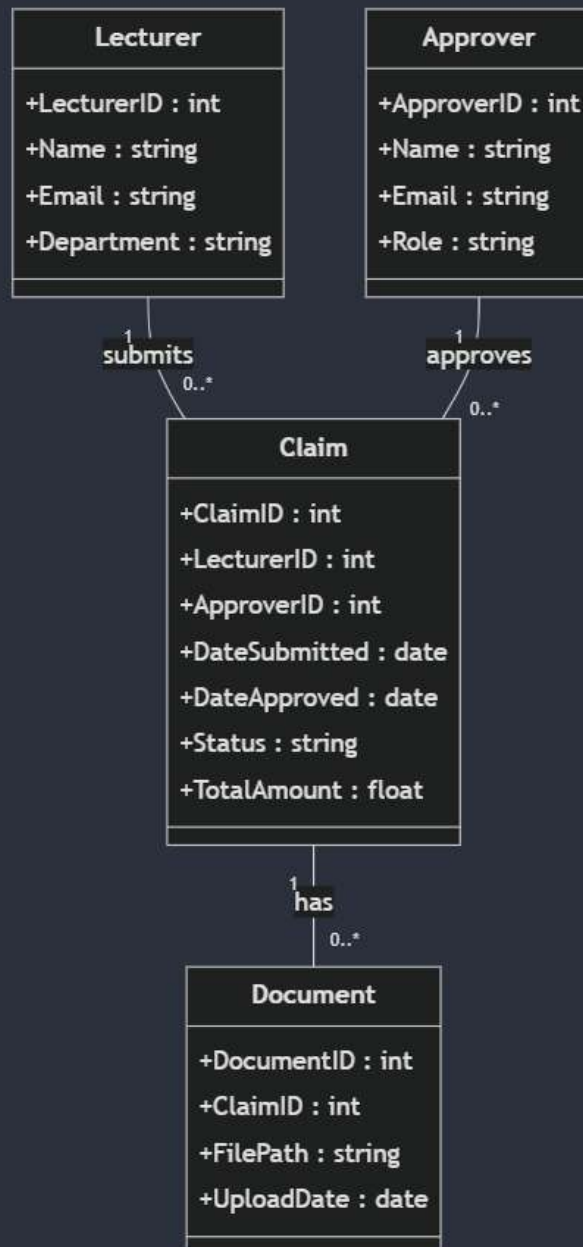 Lecturer
+LecturerID : int
+Name : string
+Email : string
+Department : string
Approver
+ApproverID : int
+Name : string
+Email : string
+Role : string
1
submits
0..*
1
approves
0..*
Claim
+ClaimID : int
+LecturerID : int
+ApproverID : int
+DateSubmitted : date
+DateApproved : date
+Status : string
+TotalAmount : float
1
has
0..*
Document
+DocumentID : int
+ClaimID : int
+FilePath : string
+UploadDate : date